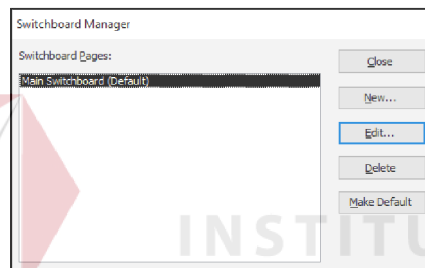 Switchboard Manager
Switchboard Pages:
Main Switchboard (Default)
Close
New...
Edit...
Delete
Make Default
INSTITU